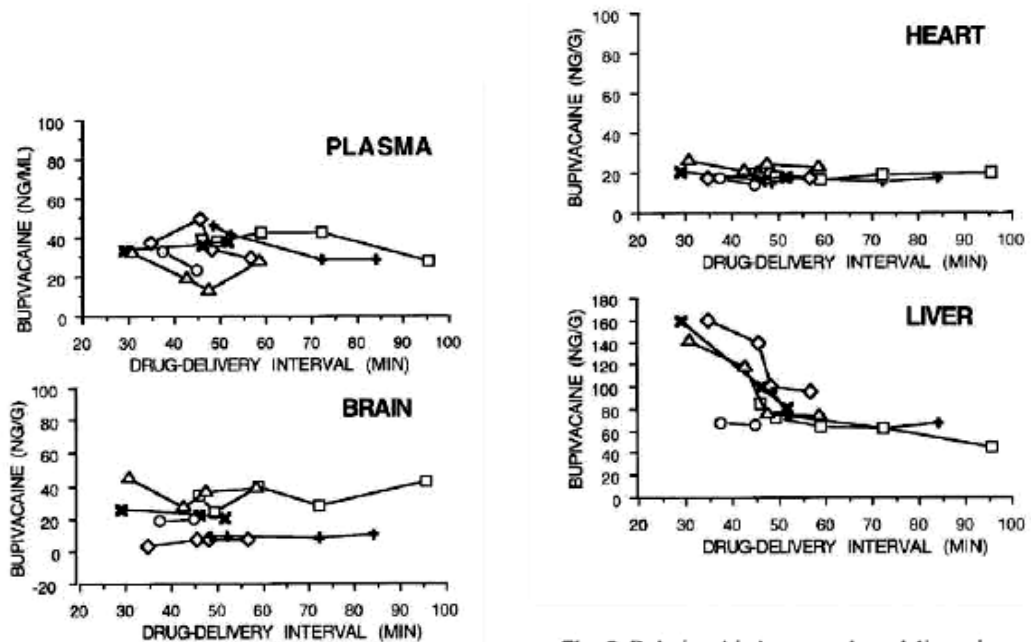 PLASMA
BUPIVACAINE (NG/ML)
100
80
60
40
20
0
20 30 40 50 60 70 80 90 100
DRUG-DELIVERY INTERVAL (MIN)
BRAIN
BUPIVACAINE (NG/G)
100
80
60
40
20
0
-20
20 30 40 50 60 70 80 90 100
DRUG-DELIVERY INTERVAL (MIN)
HEART
BUPIVACAINE (NG/G)
100
80
60
40
20
0
20 30 40 50 60 70 80 90 100
DRUG-DELIVERY INTERVAL (MIN)
LIVER
BUPIVACAINE (NG/G)
180
160
140
120
100
80
60
40
20
0
20 30 40 50 60 70 80 90 100
DRUG-DELIVERY INTERVAL (MIN)